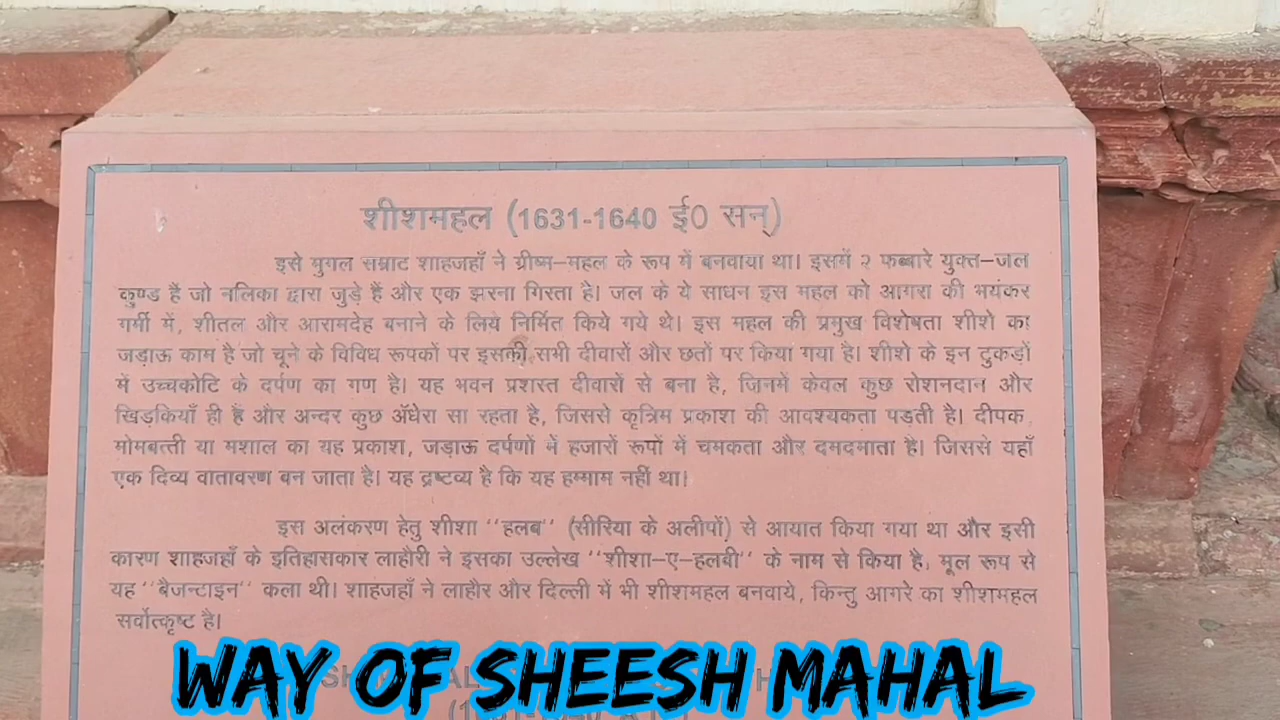 शीशमहल (1631-1640 ई0 सन्)
इसे मुगल सम्राट शाहजहाँ ने ग्रीष्म–महल के रूप में बनवाया था। इसमें २ फब्बारे युक्त–जल
कुण्ड हैं जो नलिका द्वारा जुड़े हैं और एक झरना गिरता है। जल के ये साधन इस महल को आगरा की भयंकर
गर्मी में, शीतल और आरामदेह बनाने के लिये निर्मित किये गये थे। इस महल की प्रमुख विशेषता शीशे का
जड़ाऊ काम है जो चूने के विविध रूपकों पर इसकी सभी दीवारों और छतों पर किया गया है। शीशे के इन टुकड़ों
में उच्चकोटि के दर्पण का गण है। यह भवन प्रशस्त दीवारों से बना है, जिनमें केवल कुछ रोशनदान और
खिड़कियाँ ही हैं और अन्दर कुछ अँधेरा सा रहता है, जिससे कृत्रिम प्रकाश की आवश्यकता पड़ती है। दीपक,
मोमबत्ती या मशाल का यह प्रकाश, जड़ाऊ दर्पणों में हजारों रूपों में चमकता और दमदमाता है। जिससे यहाँ
एक दिव्य वातावरण बन जाता है। यह द्रष्टव्य है कि यह हम्माम नहीं था।
इस अलंकरण हेतु शीशा ‘‘हलब’’ (सीरिया के अलीपों) से आयात किया गया था और इसी
कारण शाहजहाँ के इतिहासकार लाहौरी ने इसका उल्लेख ‘‘शीशा–ए–हलबी’’ के नाम से किया है, मूल रूप से
यह ‘‘बैजन्टाइन’’ कला थी। शाहजहाँ ने लाहौर और दिल्ली में भी शीशमहल बनवाये, किन्तु आगरे का शीशमहल
सर्वोत्कृष्ट है।
WAY OF SHEESH MAHAL